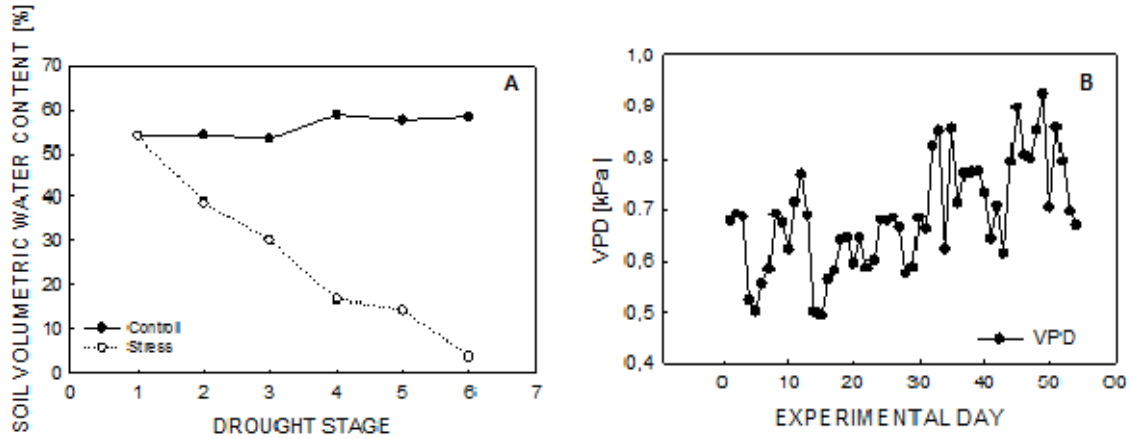 SOIL VOLUMETRIC WATER CONTENT [%]
70
60
50
40
30
20
10
0
A
Controll
Stress
0 1 2 3 4 5 6 7
DROUGHT STAGE
VPD [kPa]
1,0
0,9
0,8
0,7
0,6
0,5
0,4
B
VPD
0 10 20 30 40 50 00
EXPERIMENTAL DAY